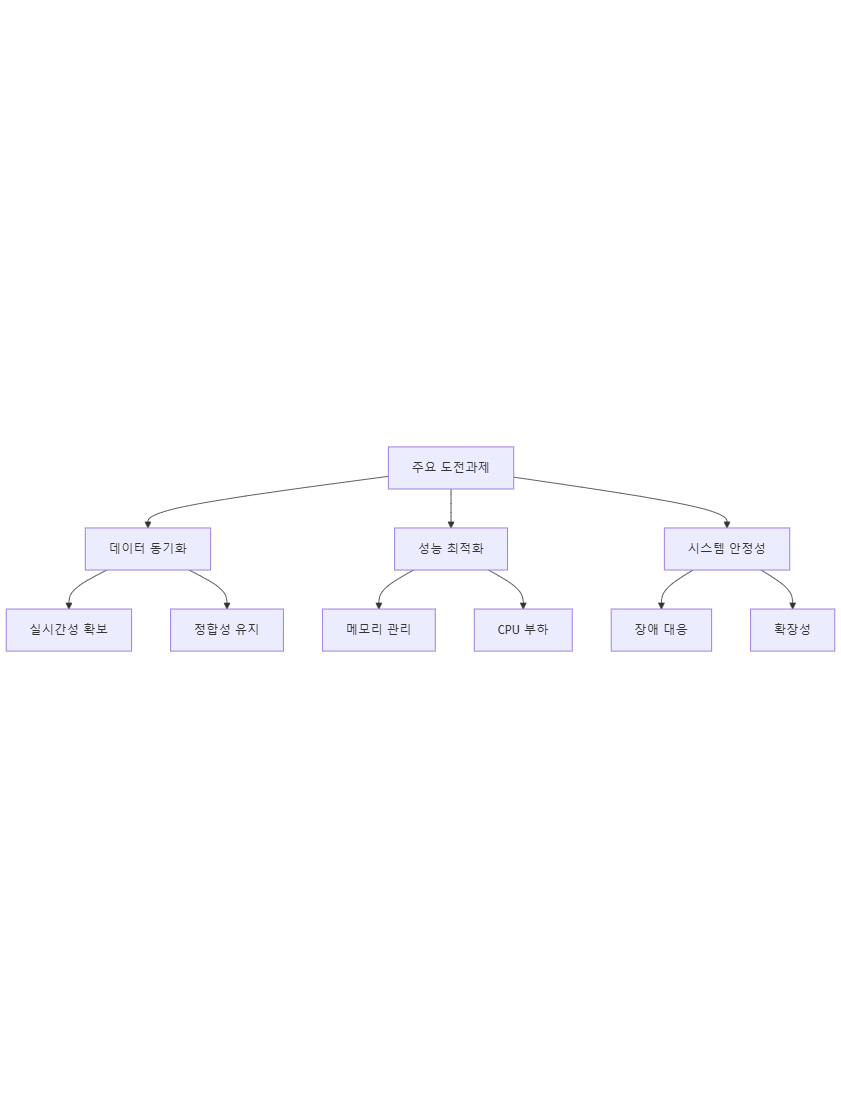 주요 도전과제
데이터 동기화
성능 최적화
시스템 안정성
실시간성 확보
정합성 유지
메모리 관리
CPU 부하
장애 대응
확장성